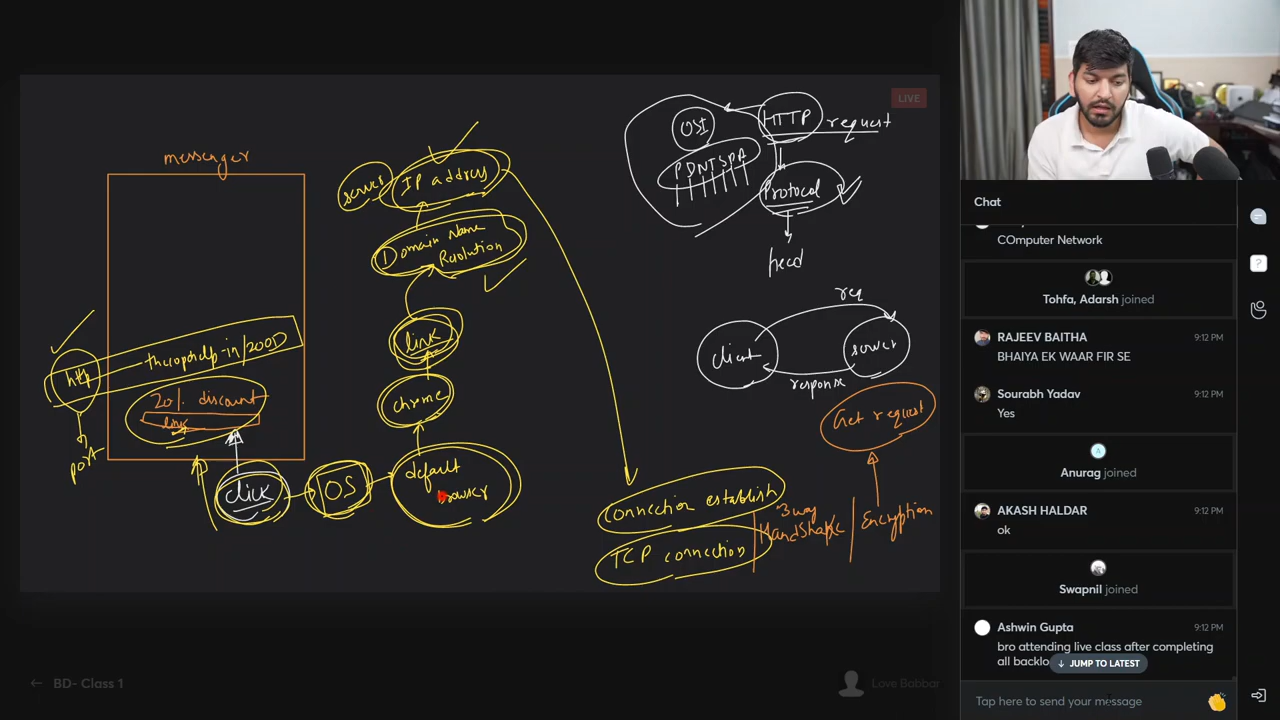 LIVE
messenger
20% discount
link
http
port
click
OS
default
browser
chrome
link
Domain Name
Resolution
server
IP address
OSI
PDNTSPA
HTTP request
Protocol
client
req
server
response
Get request
Connection establish
TCP connection
3 way
HandShake
Encryption
BD- Class 1
Love Babbar
Chat
COmputer Network
Tohfa, Adarsh joined
RAJEEV BAITHA 9:12 PM
BHAIYA EK WAAR FIR SE
Sourabh Yadav 9:12 PM
Yes
A
Anurag joined
AKASH HALDAR 9:12 PM
ok
Swapnil joined
Ashwin Gupta 9:12 PM
bro attending live class after completing
all backlo
JUMP TO LATEST
Tap here to send your message